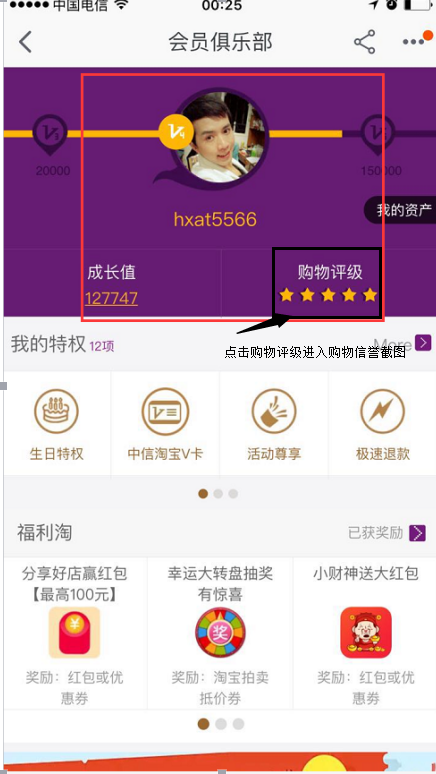 中国电信 00:25
会员俱乐部
V3 V4 V5
20000 150000
我的资产
hxat5566
成长值 购物评级
127747
点击购物评级进入购物信誉截图
我的特权 12项 More
生日特权 中信淘宝V卡 活动尊享 极速退款
福利淘 已获奖励
分享好店赢红包 幸运大转盘抽奖 小财神送大红包
【最高100元】 有惊喜
奖
奖励：红包或优 奖励：淘宝拍卖 奖励：红包或优
惠券 抵价券 惠券